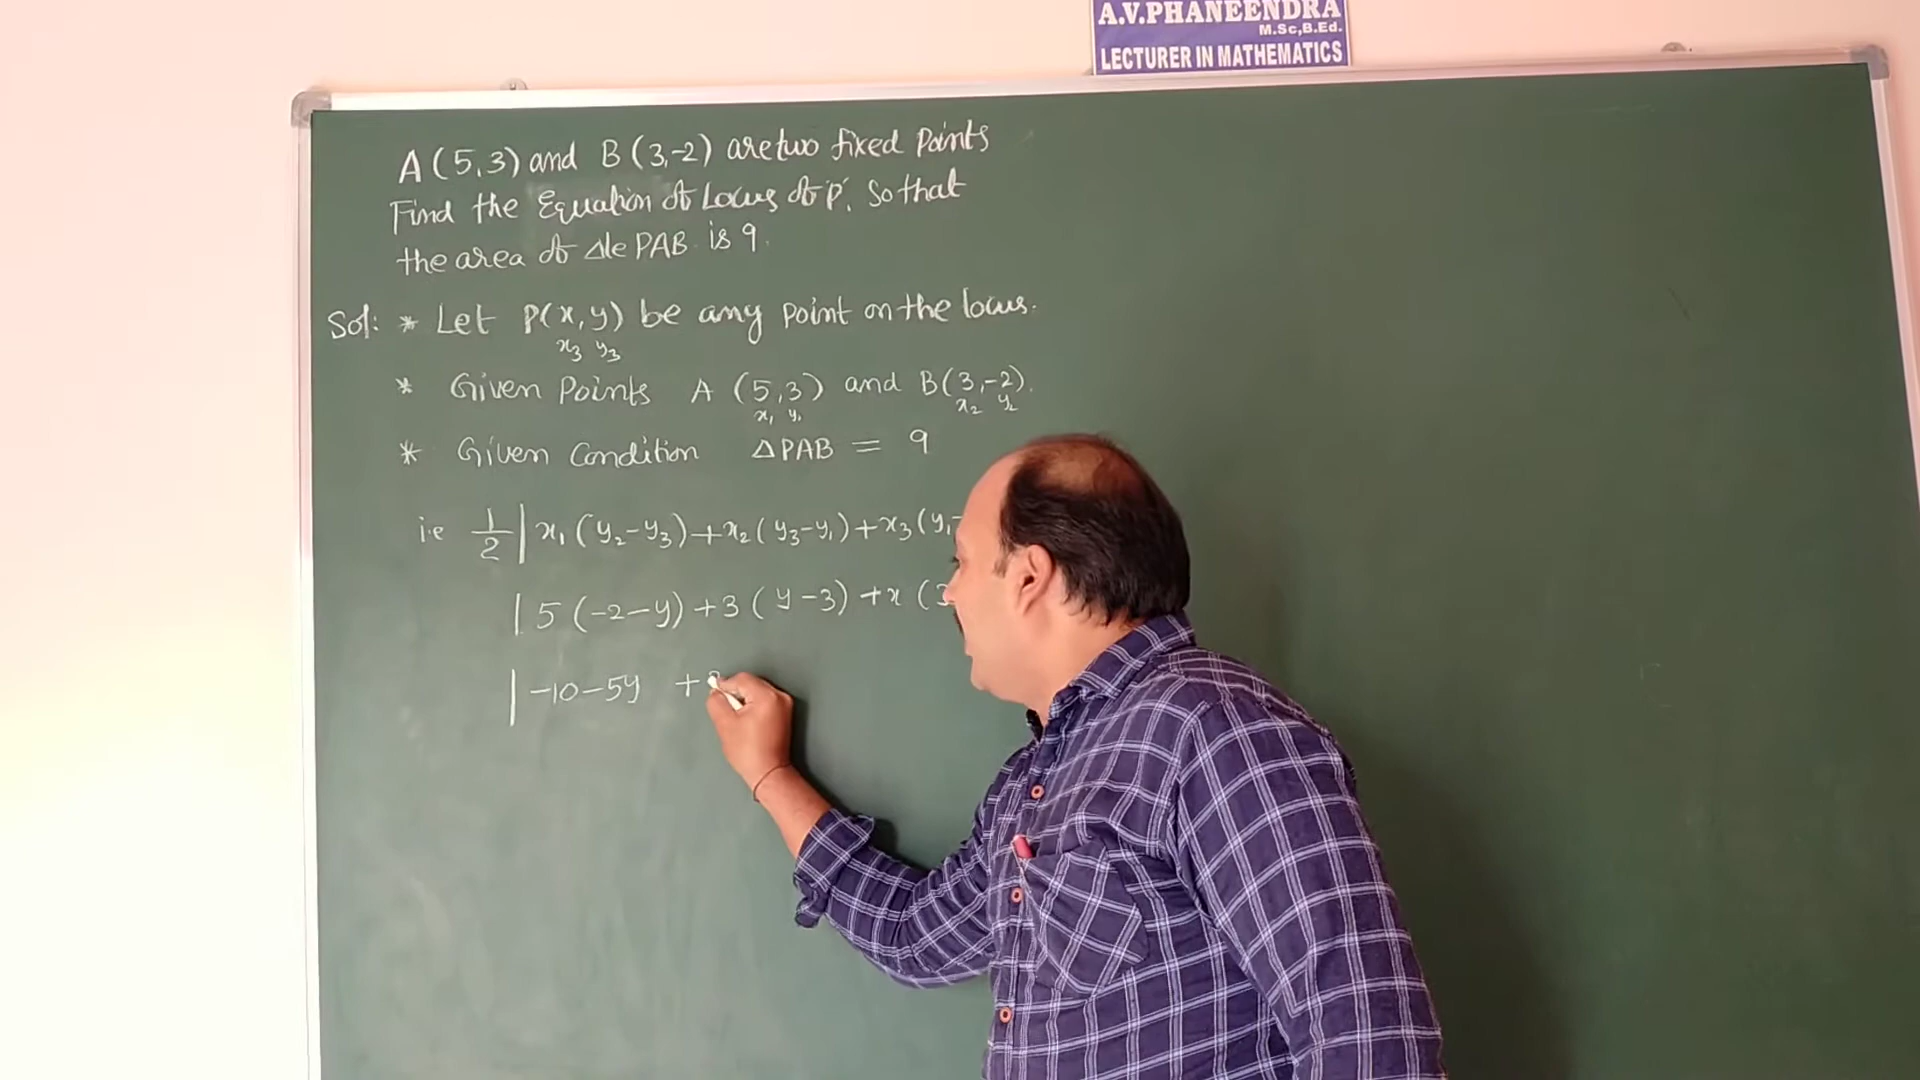 A.V.PHANEENDRA
M.Sc,B.Ed.
LECTURER IN MATHEMATICS
A (5,3) and B (3,-2) are two fixed Points
Find the Equation of Locus of P. So that
the area of Δle PAB is 9.
Sol: * Let P(x, y) be any point on the locus.
x₃ y₃
* Given Points A (5,3) and B(3,-2).
x₁ y₁ x₂ y₂
* Given Condition ΔPAB = 9
i.e 1/2 | x₁(y₂-y₃)+x₂(y₃-y₁)+x₃(y₁-
| 5 (-2-y) +3 (y-3) +x (3
| -10-5y +